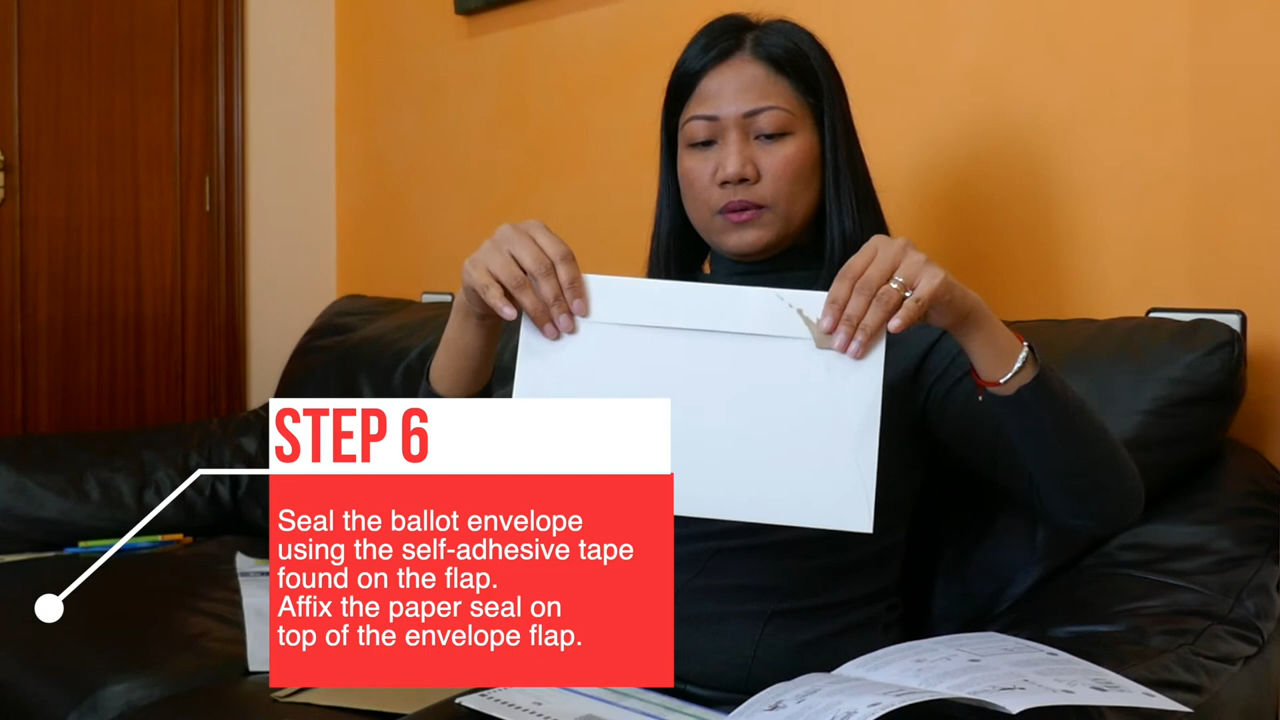 STEP 6
Seal the ballot envelope
using the self-adhesive tape
found on the flap.
Affix the paper seal on
top of the envelope flap.